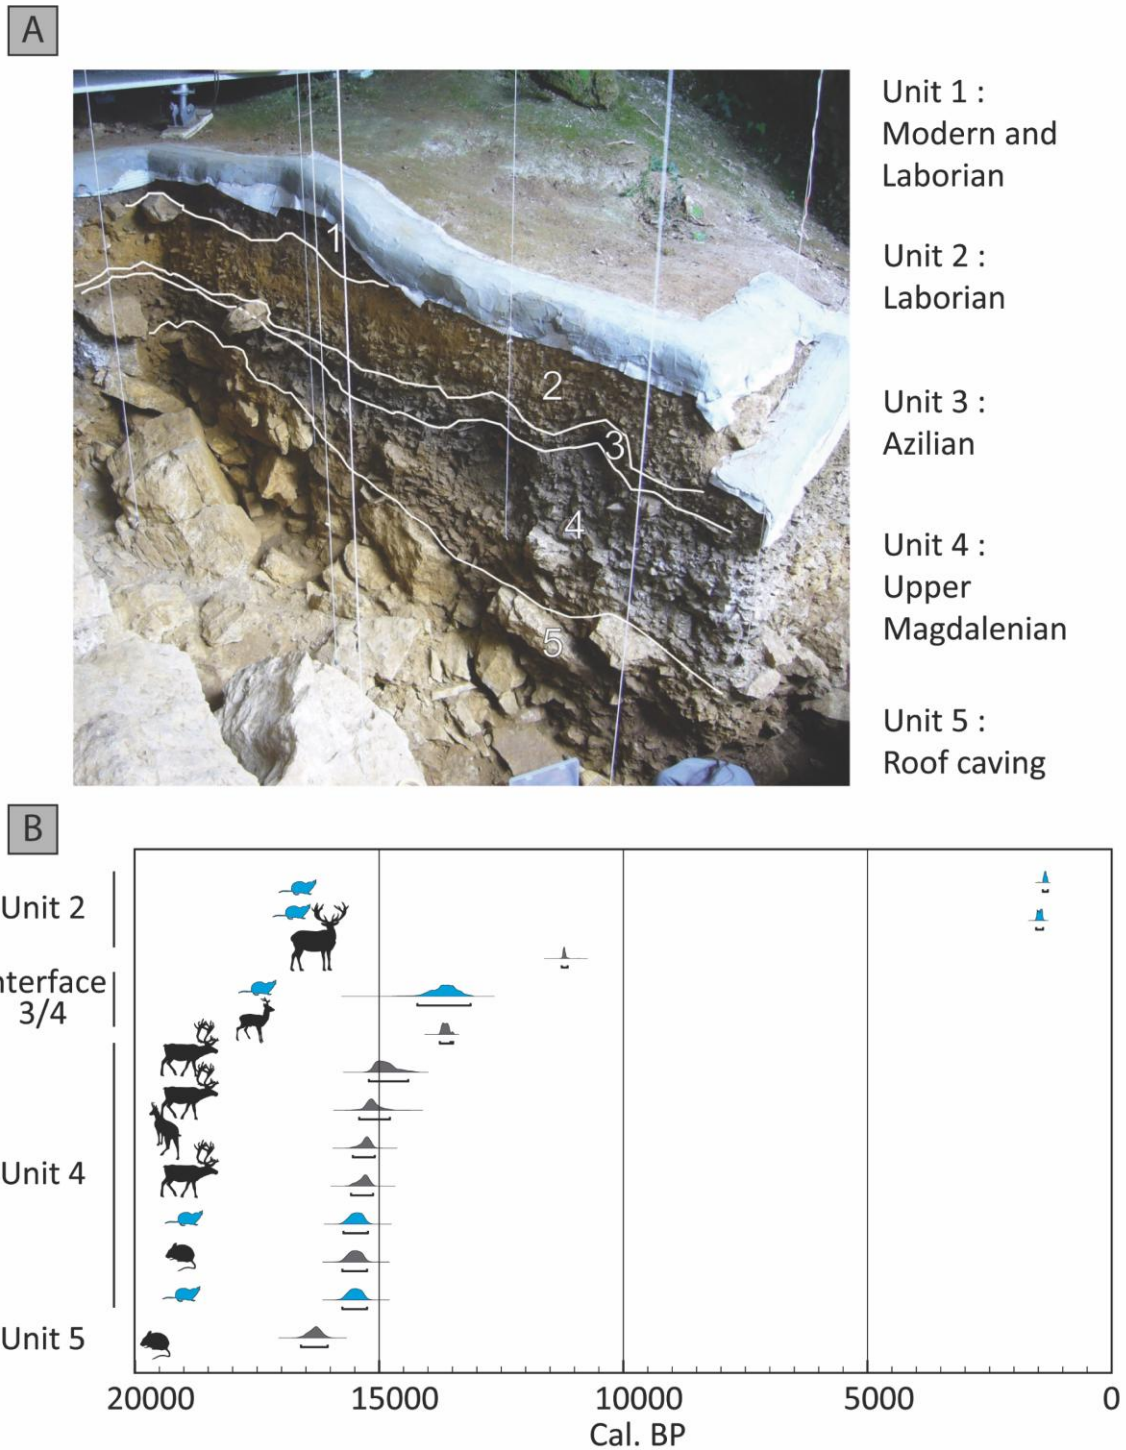 A
Unit 1 :
Modern and
Laborian
Unit 2 :
Laborian
Unit 3 :
Azilian
Unit 4 :
Upper
Magdalenian
Unit 5 :
Roof caving
1
2
3
4
5
B
Unit 2
nterface
3/4
Unit 4
Unit 5
20000 15000 10000 5000 0
Cal. BP